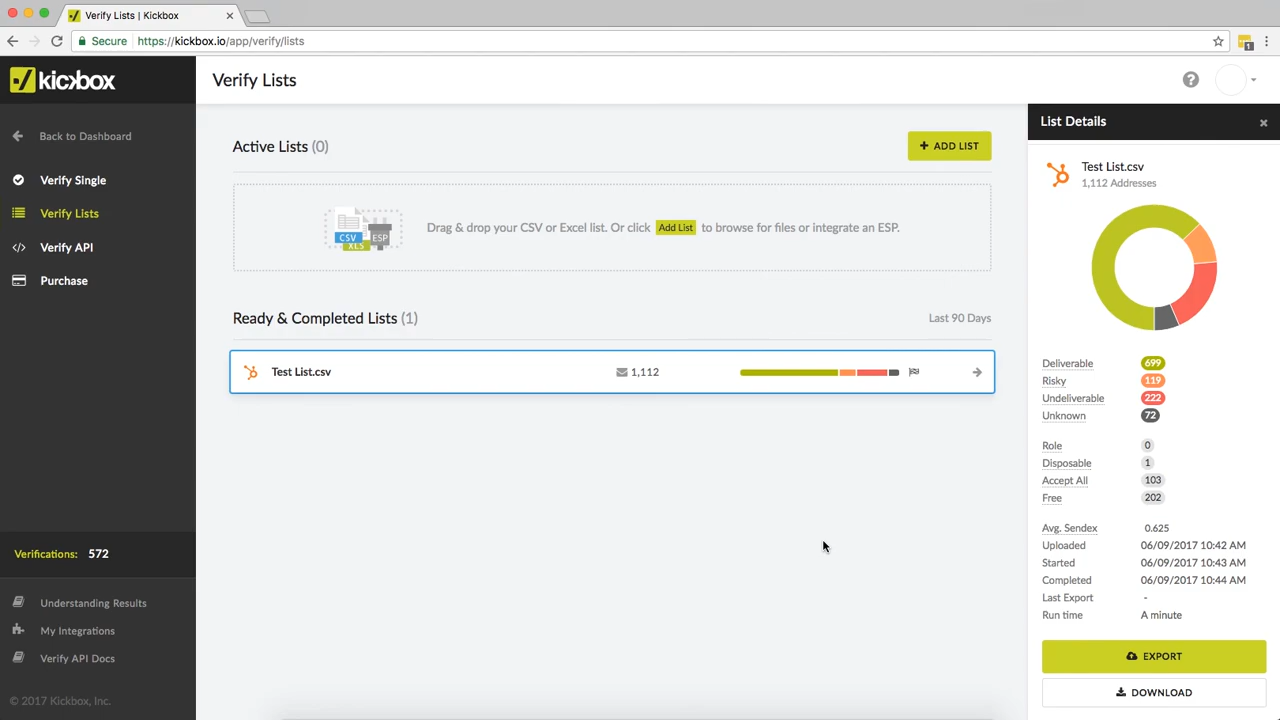 Verify Lists | Kickbox
Secure https://kickbox.io/app/verify/lists
1
kickbox
Verify Lists
Back to Dashboard
Verify Single
Verify Lists
Verify API
Purchase
Verifications: 572
Understanding Results
My Integrations
Verify API Docs
© 2017 Kickbox, Inc.
Active Lists (0)
+ ADD LIST
CSV
XLS
ESP
Drag & drop your CSV or Excel list. Or click Add List to browse for files or integrate an ESP.
Ready & Completed Lists (1)
Last 90 Days
Test List.csv 1,112
List Details
Test List.csv
1,112 Addresses
Deliverable 699
Risky 119
Undeliverable 222
Unknown 72
Role 0
Disposable 1
Accept All 103
Free 202
Avg. Sendex 0.625
Uploaded 06/09/2017 10:42 AM
Started 06/09/2017 10:43 AM
Completed 06/09/2017 10:44 AM
Last Export -
Run time A minute
EXPORT
DOWNLOAD